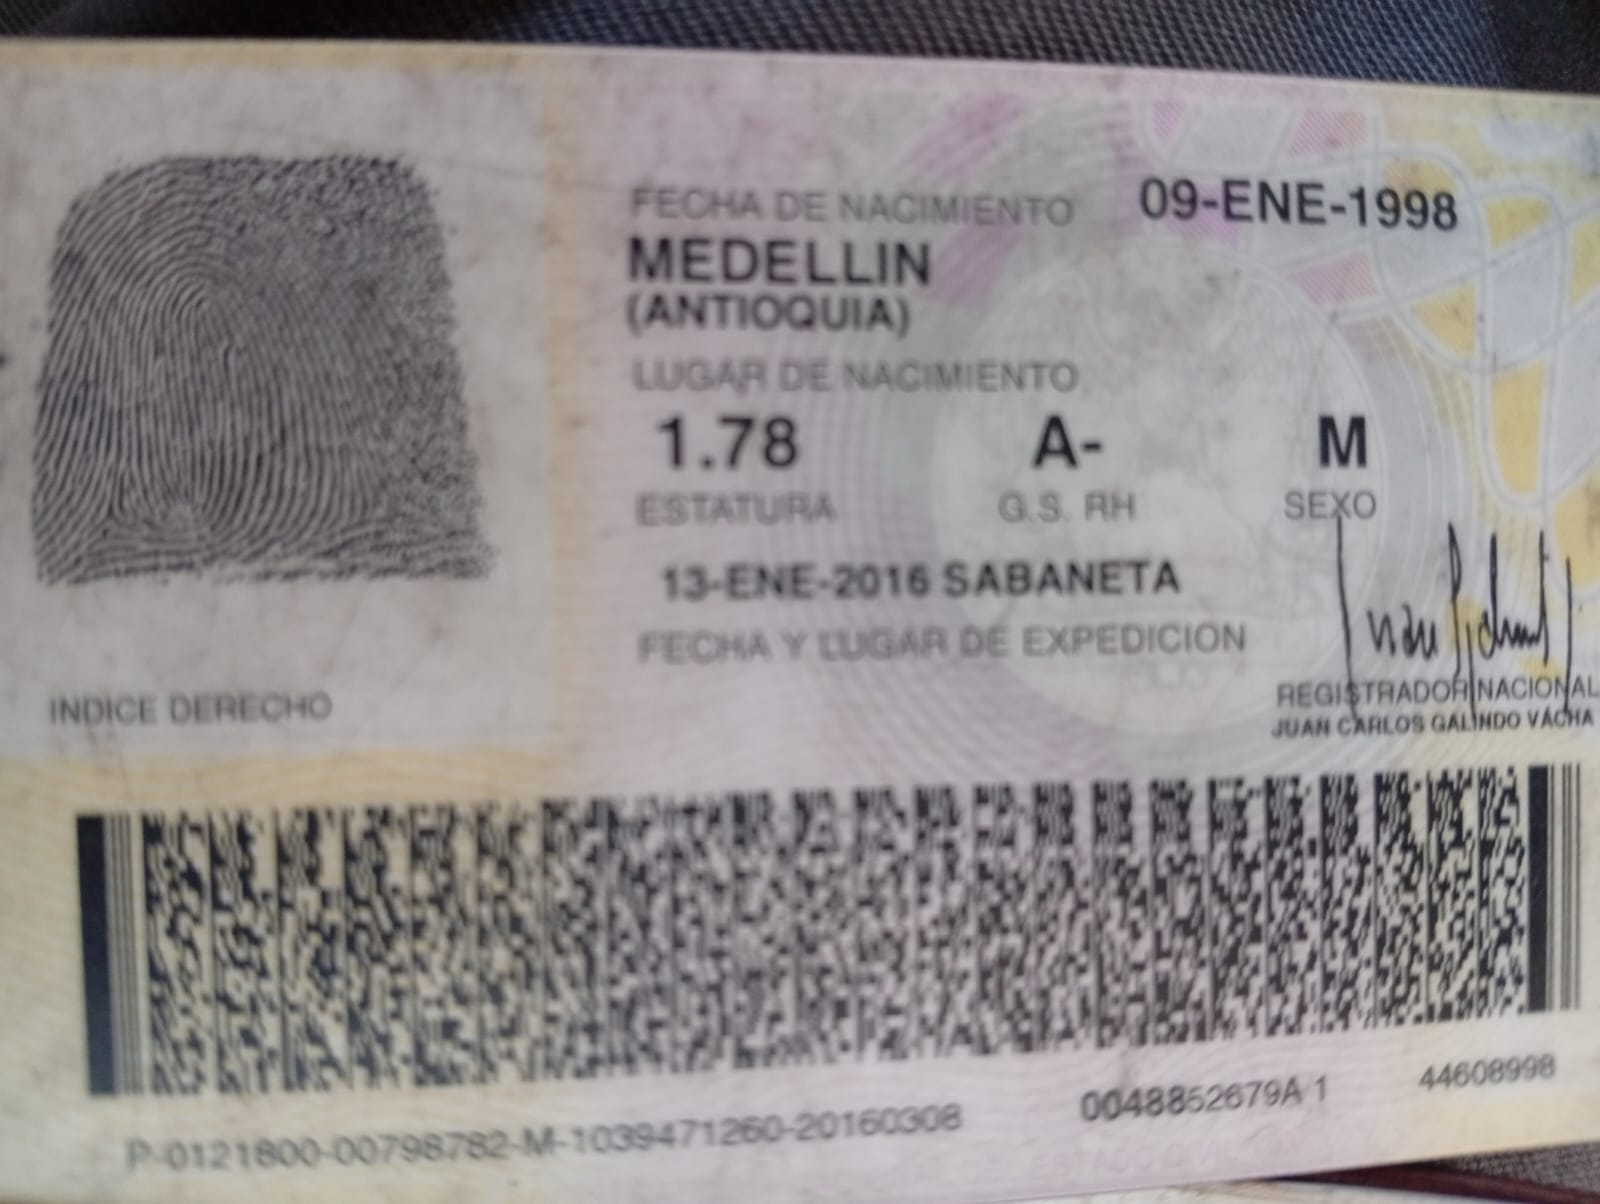 FECHA DE NACIMIENTO 09-ENE-1998
MEDELLIN
(ANTIOQUIA)
LUGAR DE NACIMIENTO
1.78 A- M
ESTATURA G.S. RH SEXO
13-ENE-2016 SABANETA
FECHA Y LUGAR DE EXPEDICION
INDICE DERECHO
REGISTRADOR NACIONAL
JUAN CARLOS GALINDO VACHA
P-0121800-00798782-M-1039471260-20160308 0048852679A 1 44608998